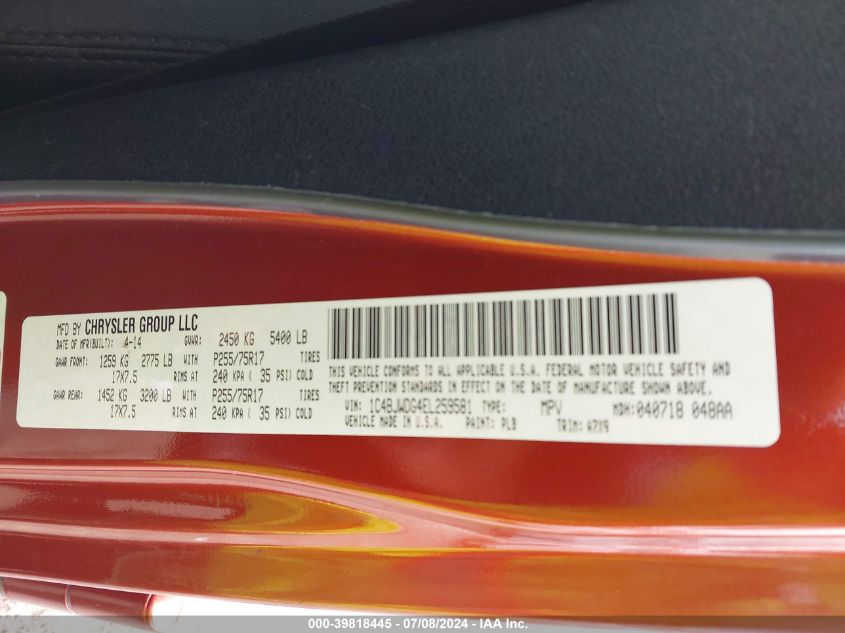 MFD BY CHRYSLER GROUP LLC
DATE OF MFR(BUILT): 4-14 GVWR: 2450 KG 5400 LB
GAWR FRONT: 1259 KG 2775 LB WITH P255/75R17 TIRES
17X7.5 RIMS AT 240 KPA ( 35 PSI) COLD
GAWR REAR: 1452 KG 3200 LB WITH P255/75R17 TIRES
17X7.5 RIMS AT 240 KPA ( 35 PSI) COLD
THIS VEHICLE CONFORMS TO ALL APPLICABLE U.S.A. FEDERAL MOTOR VEHICLE SAFETY AND
THEFT PREVENTION STANDARDS IN EFFECT ON THE DATE OF MANUFACTURE SHOWN ABOVE.
VIN: 1C4BJWDG4EL259581 TYPE: MPV MDH: 040718 048AA
VEHICLE MADE IN U.S.A. PAINT: PLB TRIM: A7X9
000-39818445 - 07/08/2024 - IAA Inc.